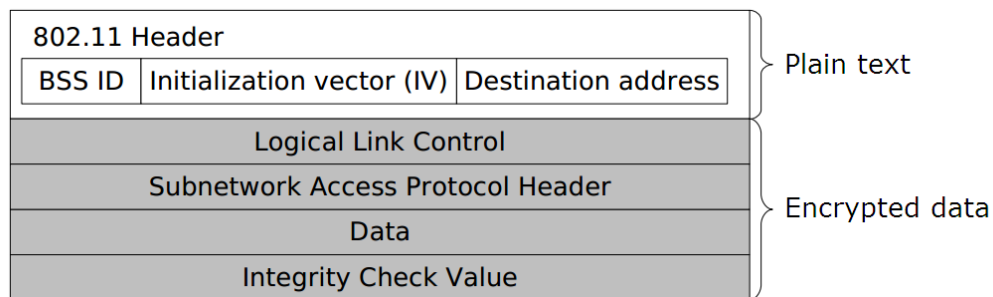 802.11 Header
BSS ID Initialization vector (IV) Destination address
Plain text
Logical Link Control
Subnetwork Access Protocol Header
Data
Integrity Check Value
Encrypted data